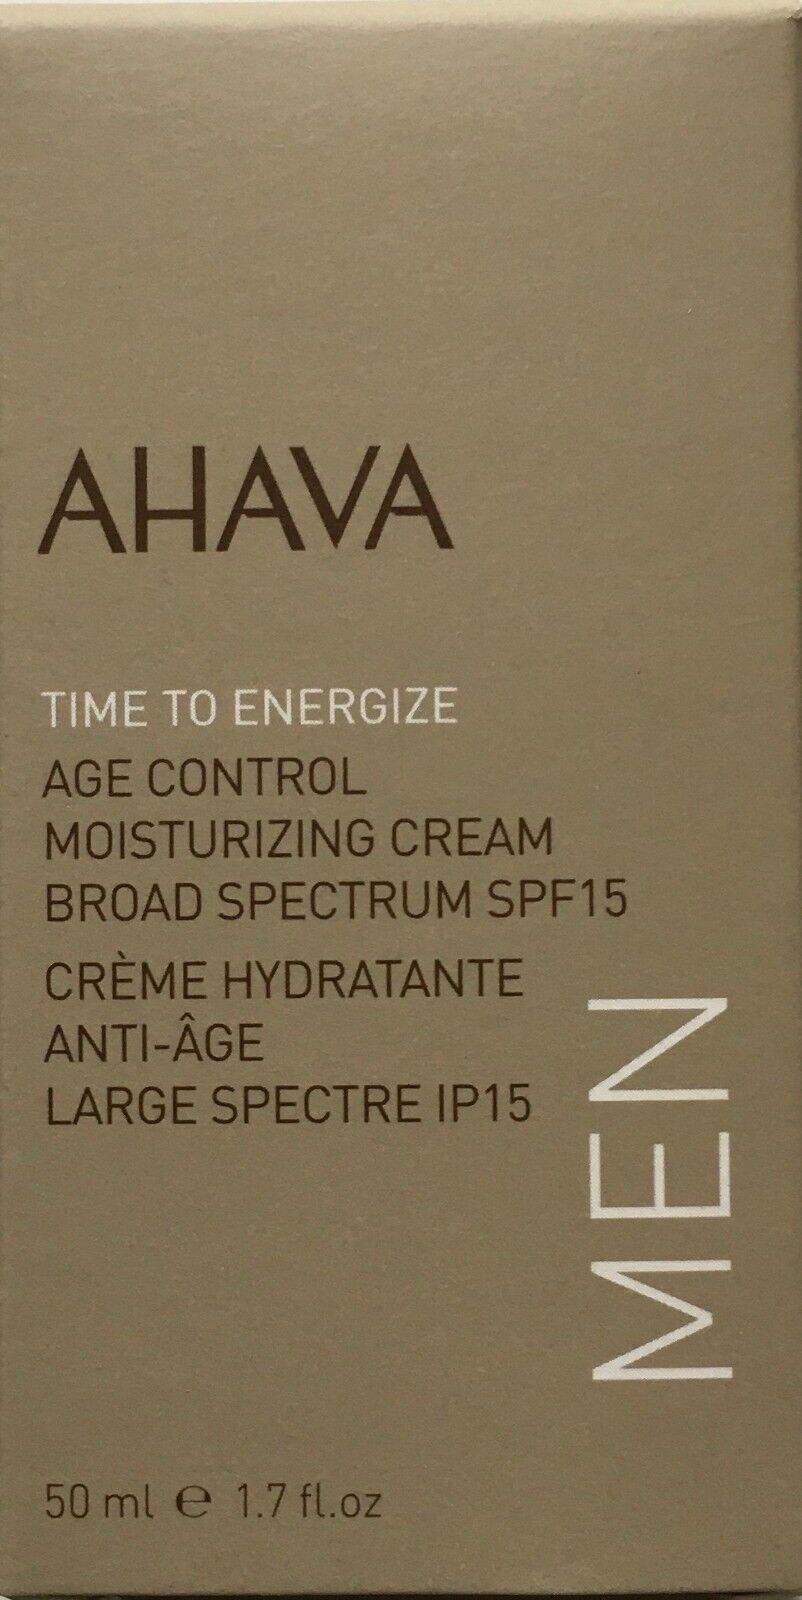 AHAVA
TIME TO ENERGIZE
AGE CONTROL
MOISTURIZING CREAM
BROAD SPECTRUM SPF15
CRÈME HYDRATANTE
ANTI-ÂGE
LARGE SPECTRE IP15
MEN
50 ml ℮ 1.7 fl.oz